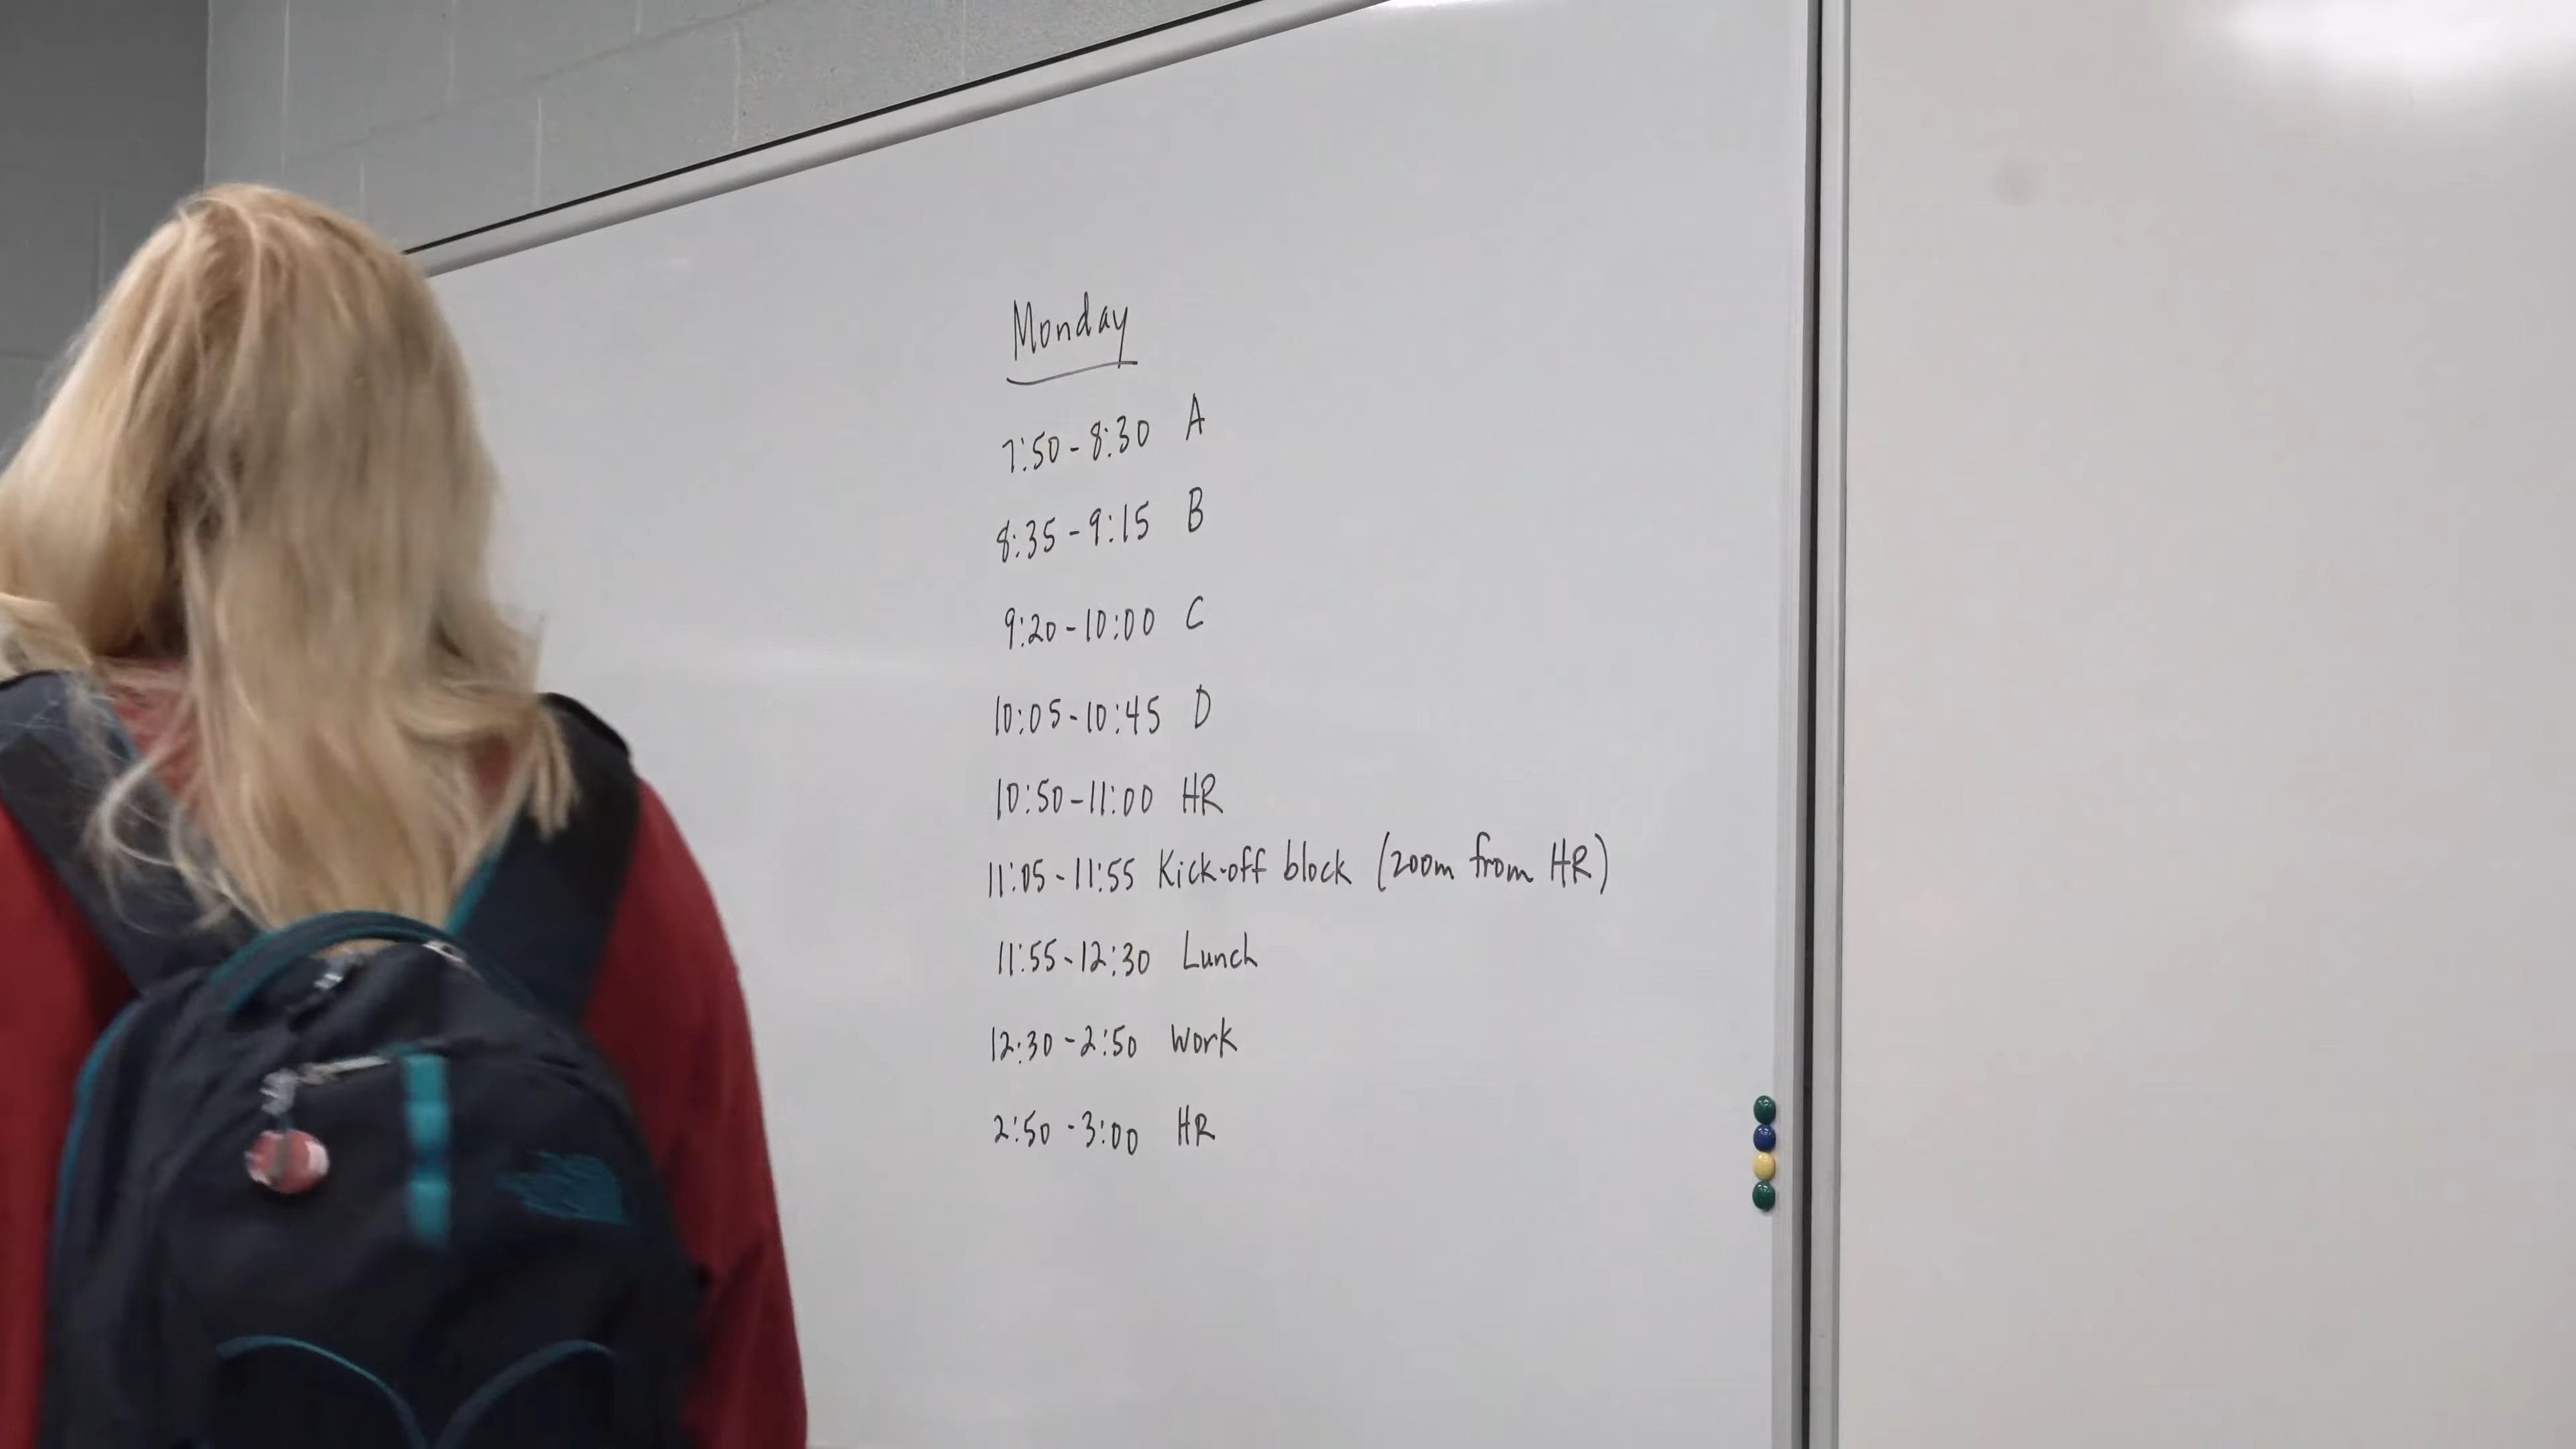 Monday
7:50 - 8:30 A
8:35 - 9:15 B
9:20 - 10:00 C
10:05 - 10:45 D
10:50 - 11:00 HR
11:05 - 11:55 Kick-off block (zoom from HR)
11:55 - 12:30 Lunch
12:30 - 2:50 Work
2:50 - 3:00 HR